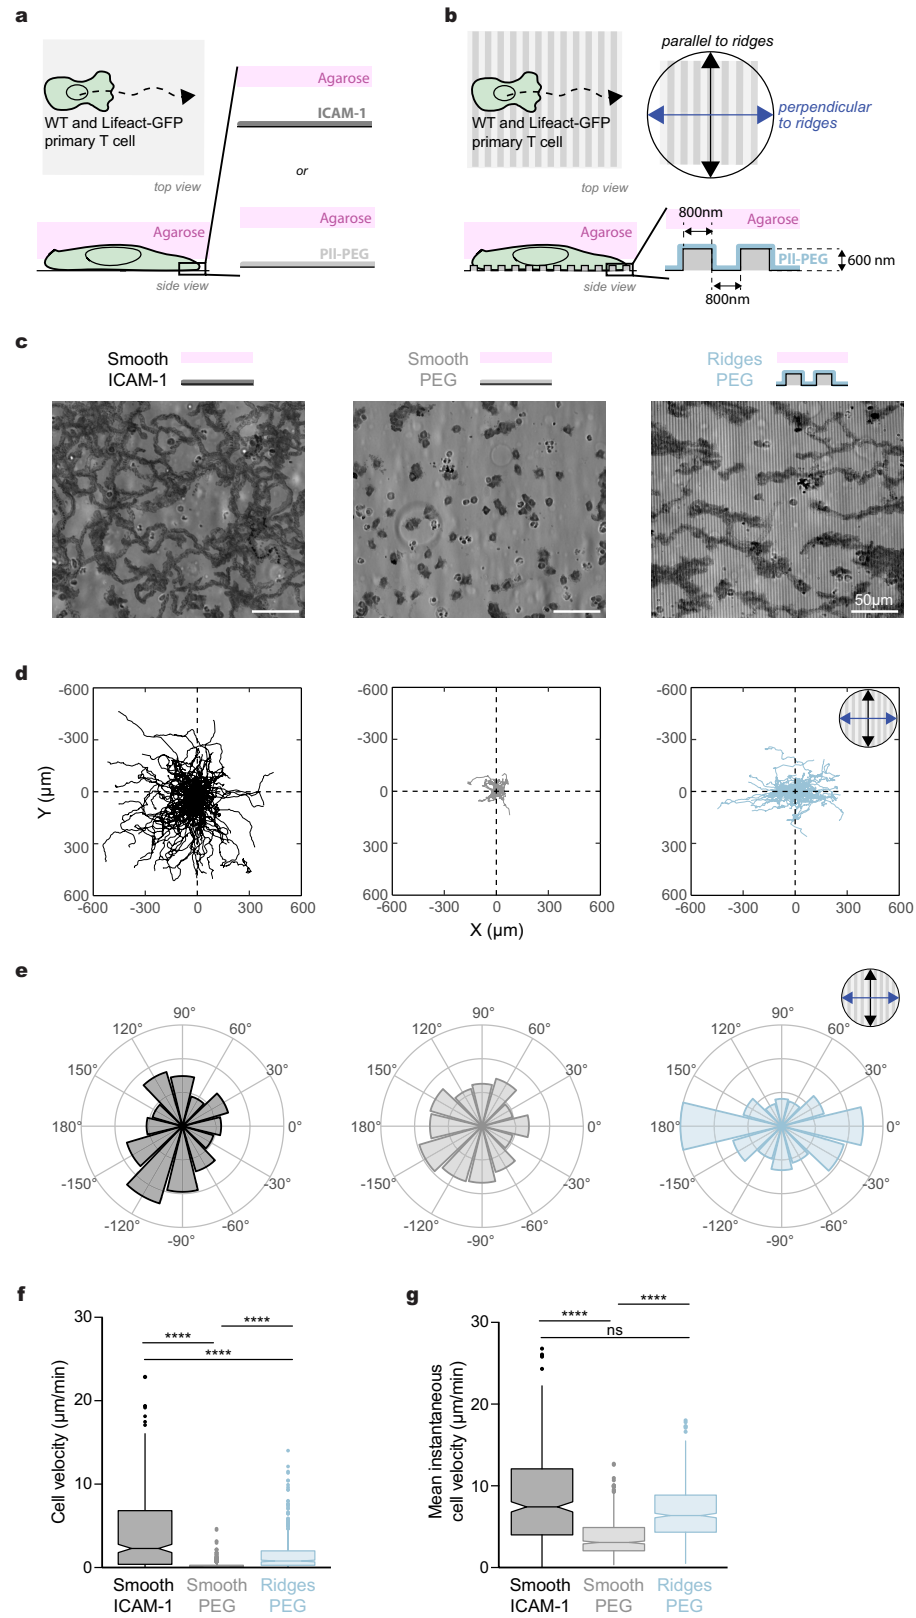 a
Agarose
ICAM-1
WT and Lifeact-GFP
primary T cell
or
top view
Agarose
Agarose
Pll-PEG
side view
b
parallel to ridges
perpendicular
to ridges
WT and Lifeact-GFP
primary T cell
top view
800nm
Agarose
Agarose
Pll-PEG
600 nm
side view
800nm
c
Smooth
ICAM-1
Smooth
PEG
Ridges
PEG
50µm
d
-600
-300
0
300
600
-600 -300 0 300 600
Y (µm)
-600
-300
0
300
600
-600 -300 0 300 600
X (µm)
-600
-300
0
300
600
-600 -300 0 300 600
e
90°
120° 60°
150° 30°
180° 0°
-150° -30°
-120° -60°
-90°
90°
120° 60°
150° 30°
180° 0°
-150° -30°
-120° -60°
-90°
90°
120° 60°
150° 30°
180° 0°
-150° -30°
-120° -60°
-90°
f
30
20
10
0
Cell velocity (µm/min)
****
****
****
Smooth
ICAM-1
Smooth
PEG
Ridges
PEG
g
30
20
10
0
Mean instantaneous
cell velocity (µm/min)
****
****
ns
Smooth
ICAM-1
Smooth
PEG
Ridges
PEG